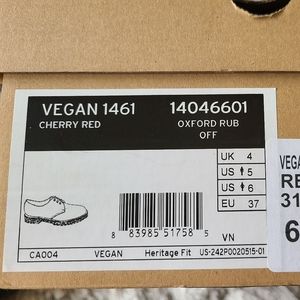 VEGAN 1461 14046601
CHERRY RED OXFORD RUB OFF
UK 4
US 5
US 6
EU 37
8 83985 51758 5
VN
CA004 VEGAN Heritage Fit US-242P0020515-01
VEGA
RE
31
6